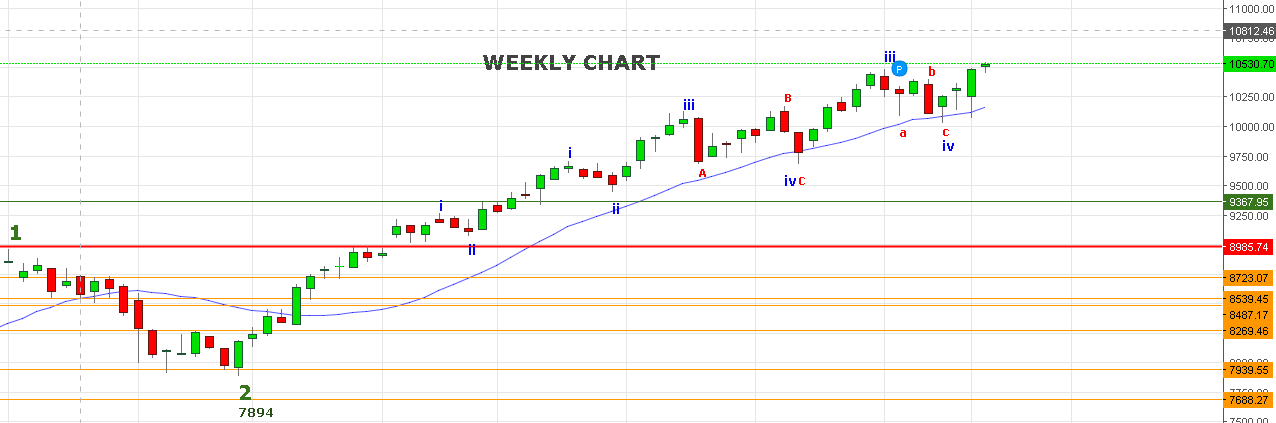 11000.00
10812.46
WEEKLY CHART
iii
P
b
10530.70
10250.00
iii
B
10000.00
a
c
iv
i
9750.00
A
iv C
9500.00
i
ii
9367.95
9250.00
1
ii
8985.74
8723.07
8539.45
8487.17
8269.46
7939.55
2
7894
7688.27
7500.00